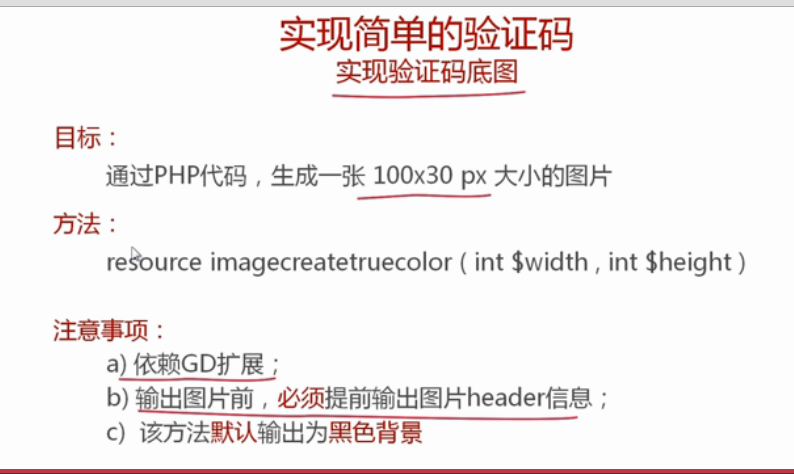 实现简单的验证码
实现验证码底图
目标：
通过PHP代码，生成一张 100x30 px 大小的图片
方法：
resource imagecreatetruecolor ( int $width , int $height )
注意事项：
a) 依赖GD扩展；
b) 输出图片前，必须提前输出图片header信息；
c) 该方法默认输出为黑色背景